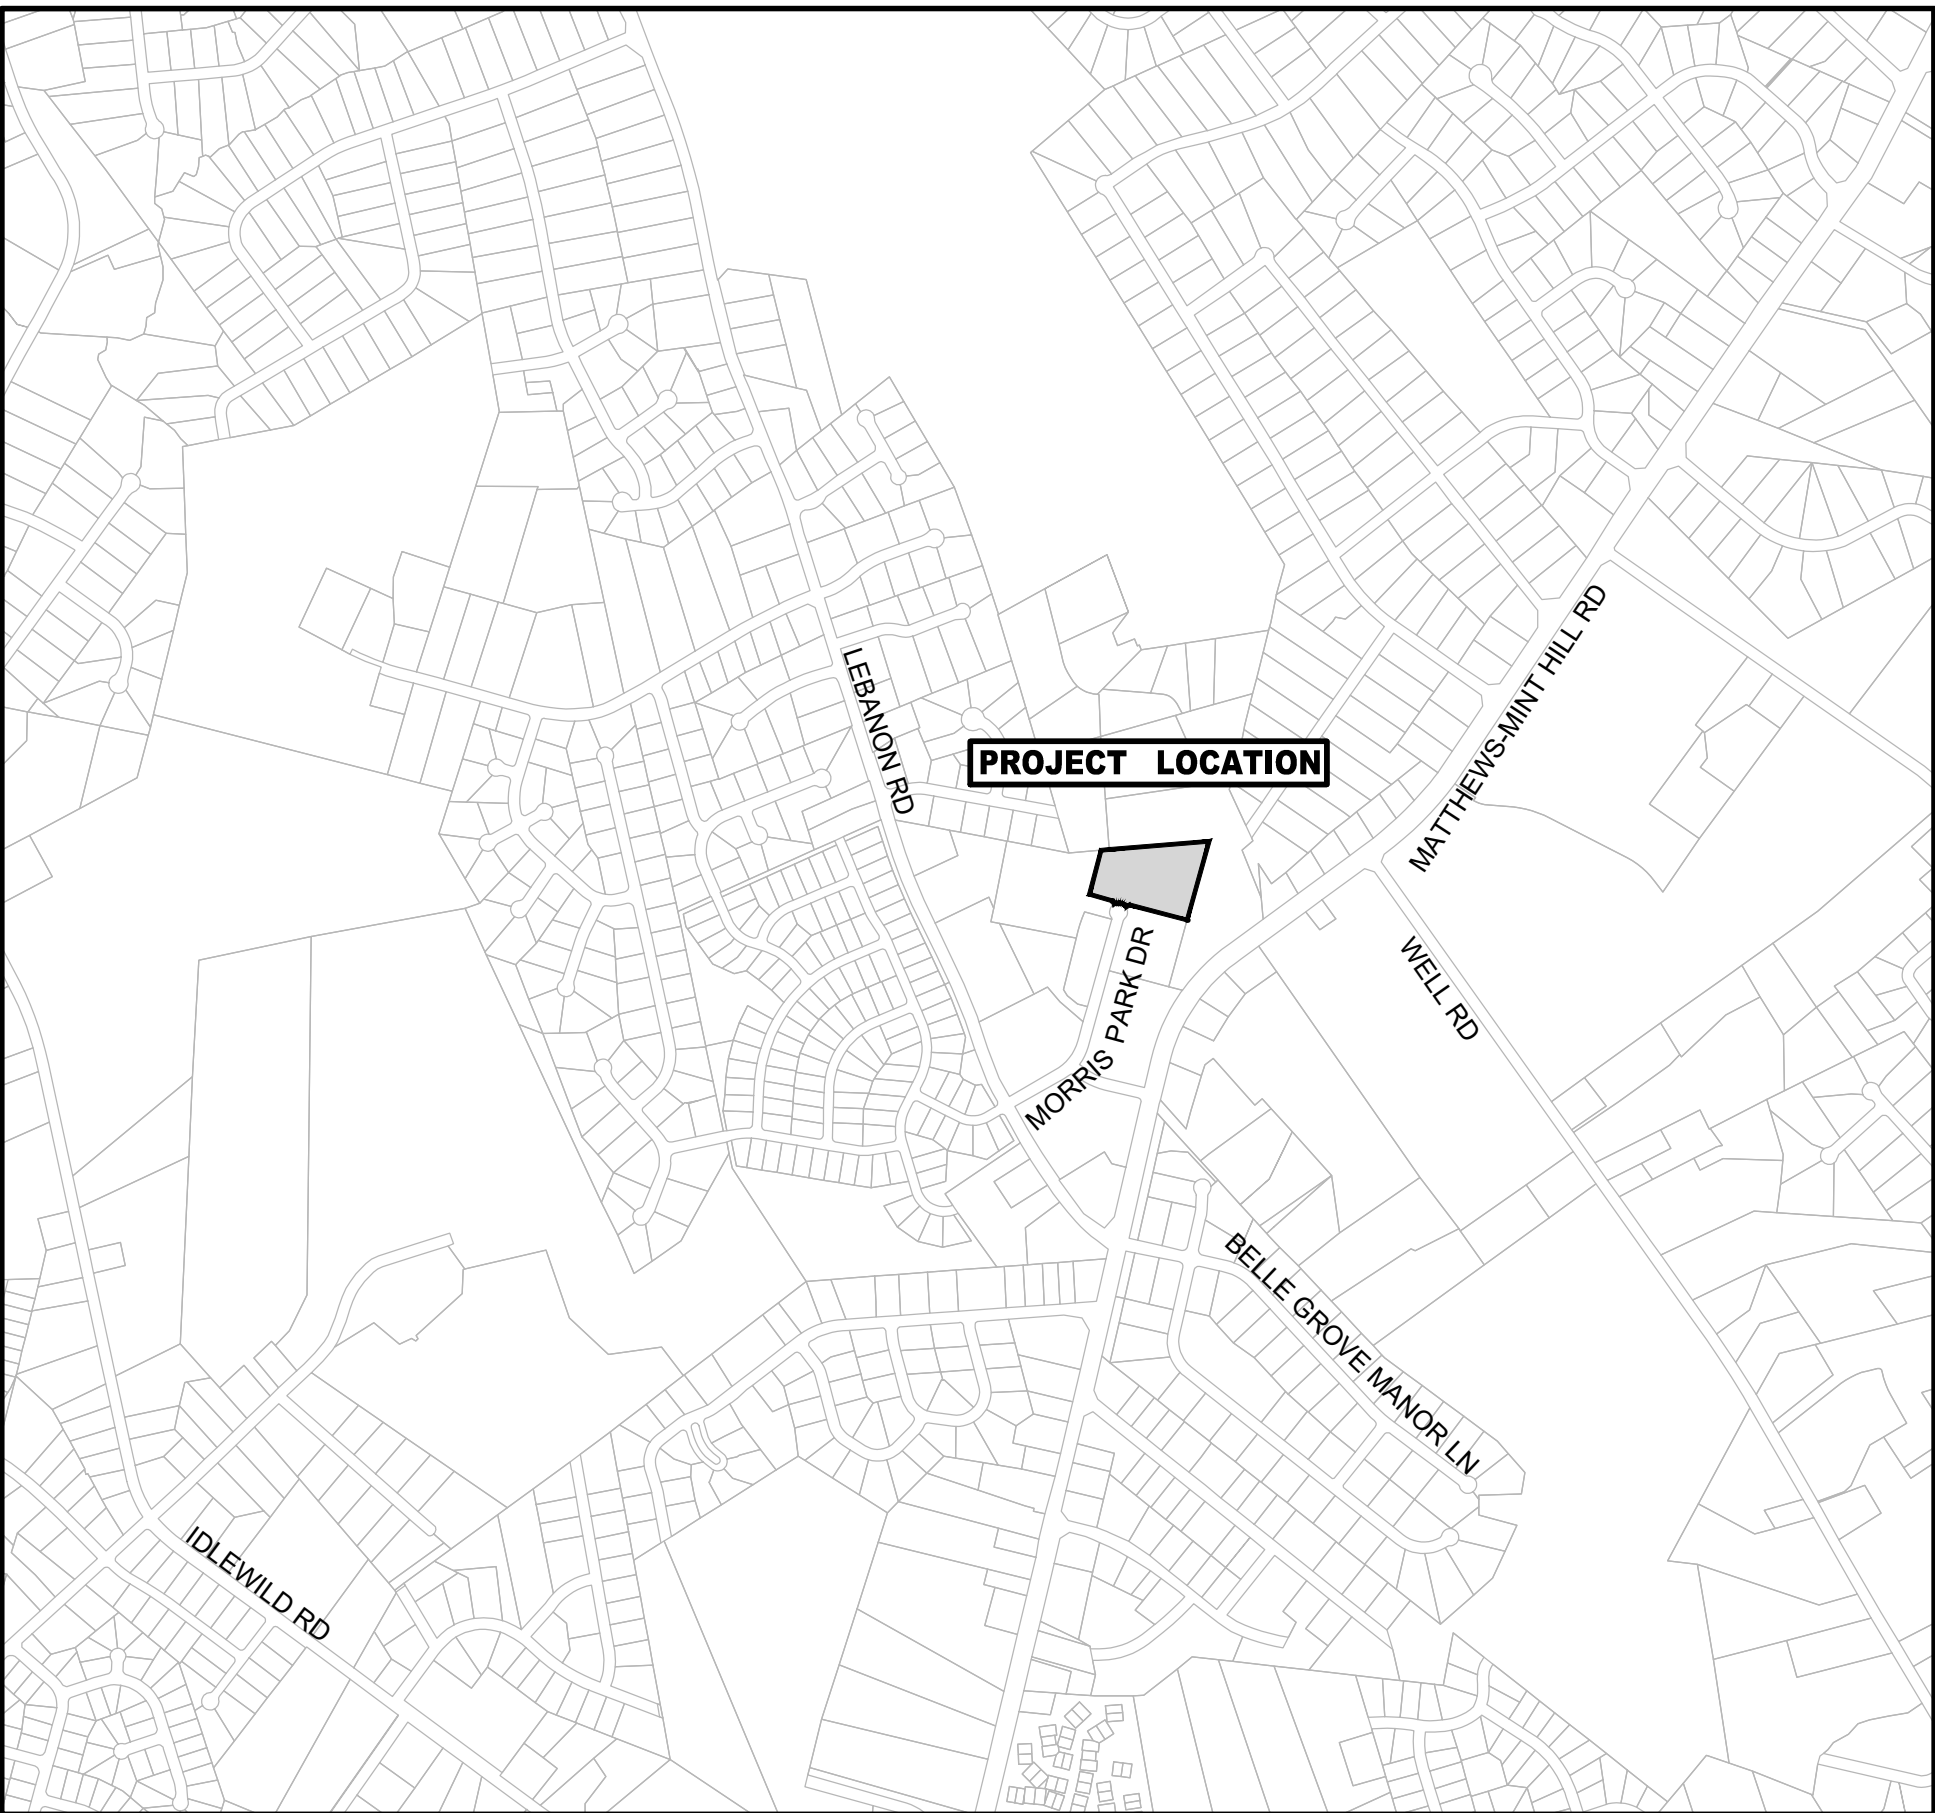 MATTHEWS-MINT HILL RD
LEBANON RD
PROJECT LOCATION
WELL RD
MORRIS PARK DR
BELLE GROVE MANOR LN
IDLEWILD RD